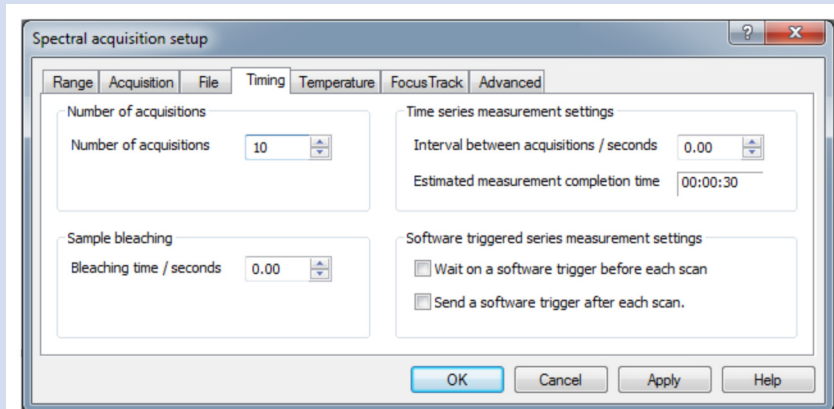 Spectral acquisition setup
?
X
Range Acquisition File Timing Temperature FocusTrack Advanced
Number of acquisitions
Number of acquisitions 10
Time series measurement settings
Interval between acquisitions / seconds 0.00
Estimated measurement completion time 00:00:30
Sample bleaching
Bleaching time / seconds 0.00
Software triggered series measurement settings
Wait on a software trigger before each scan
Send a software trigger after each scan.
OK Cancel Apply Help